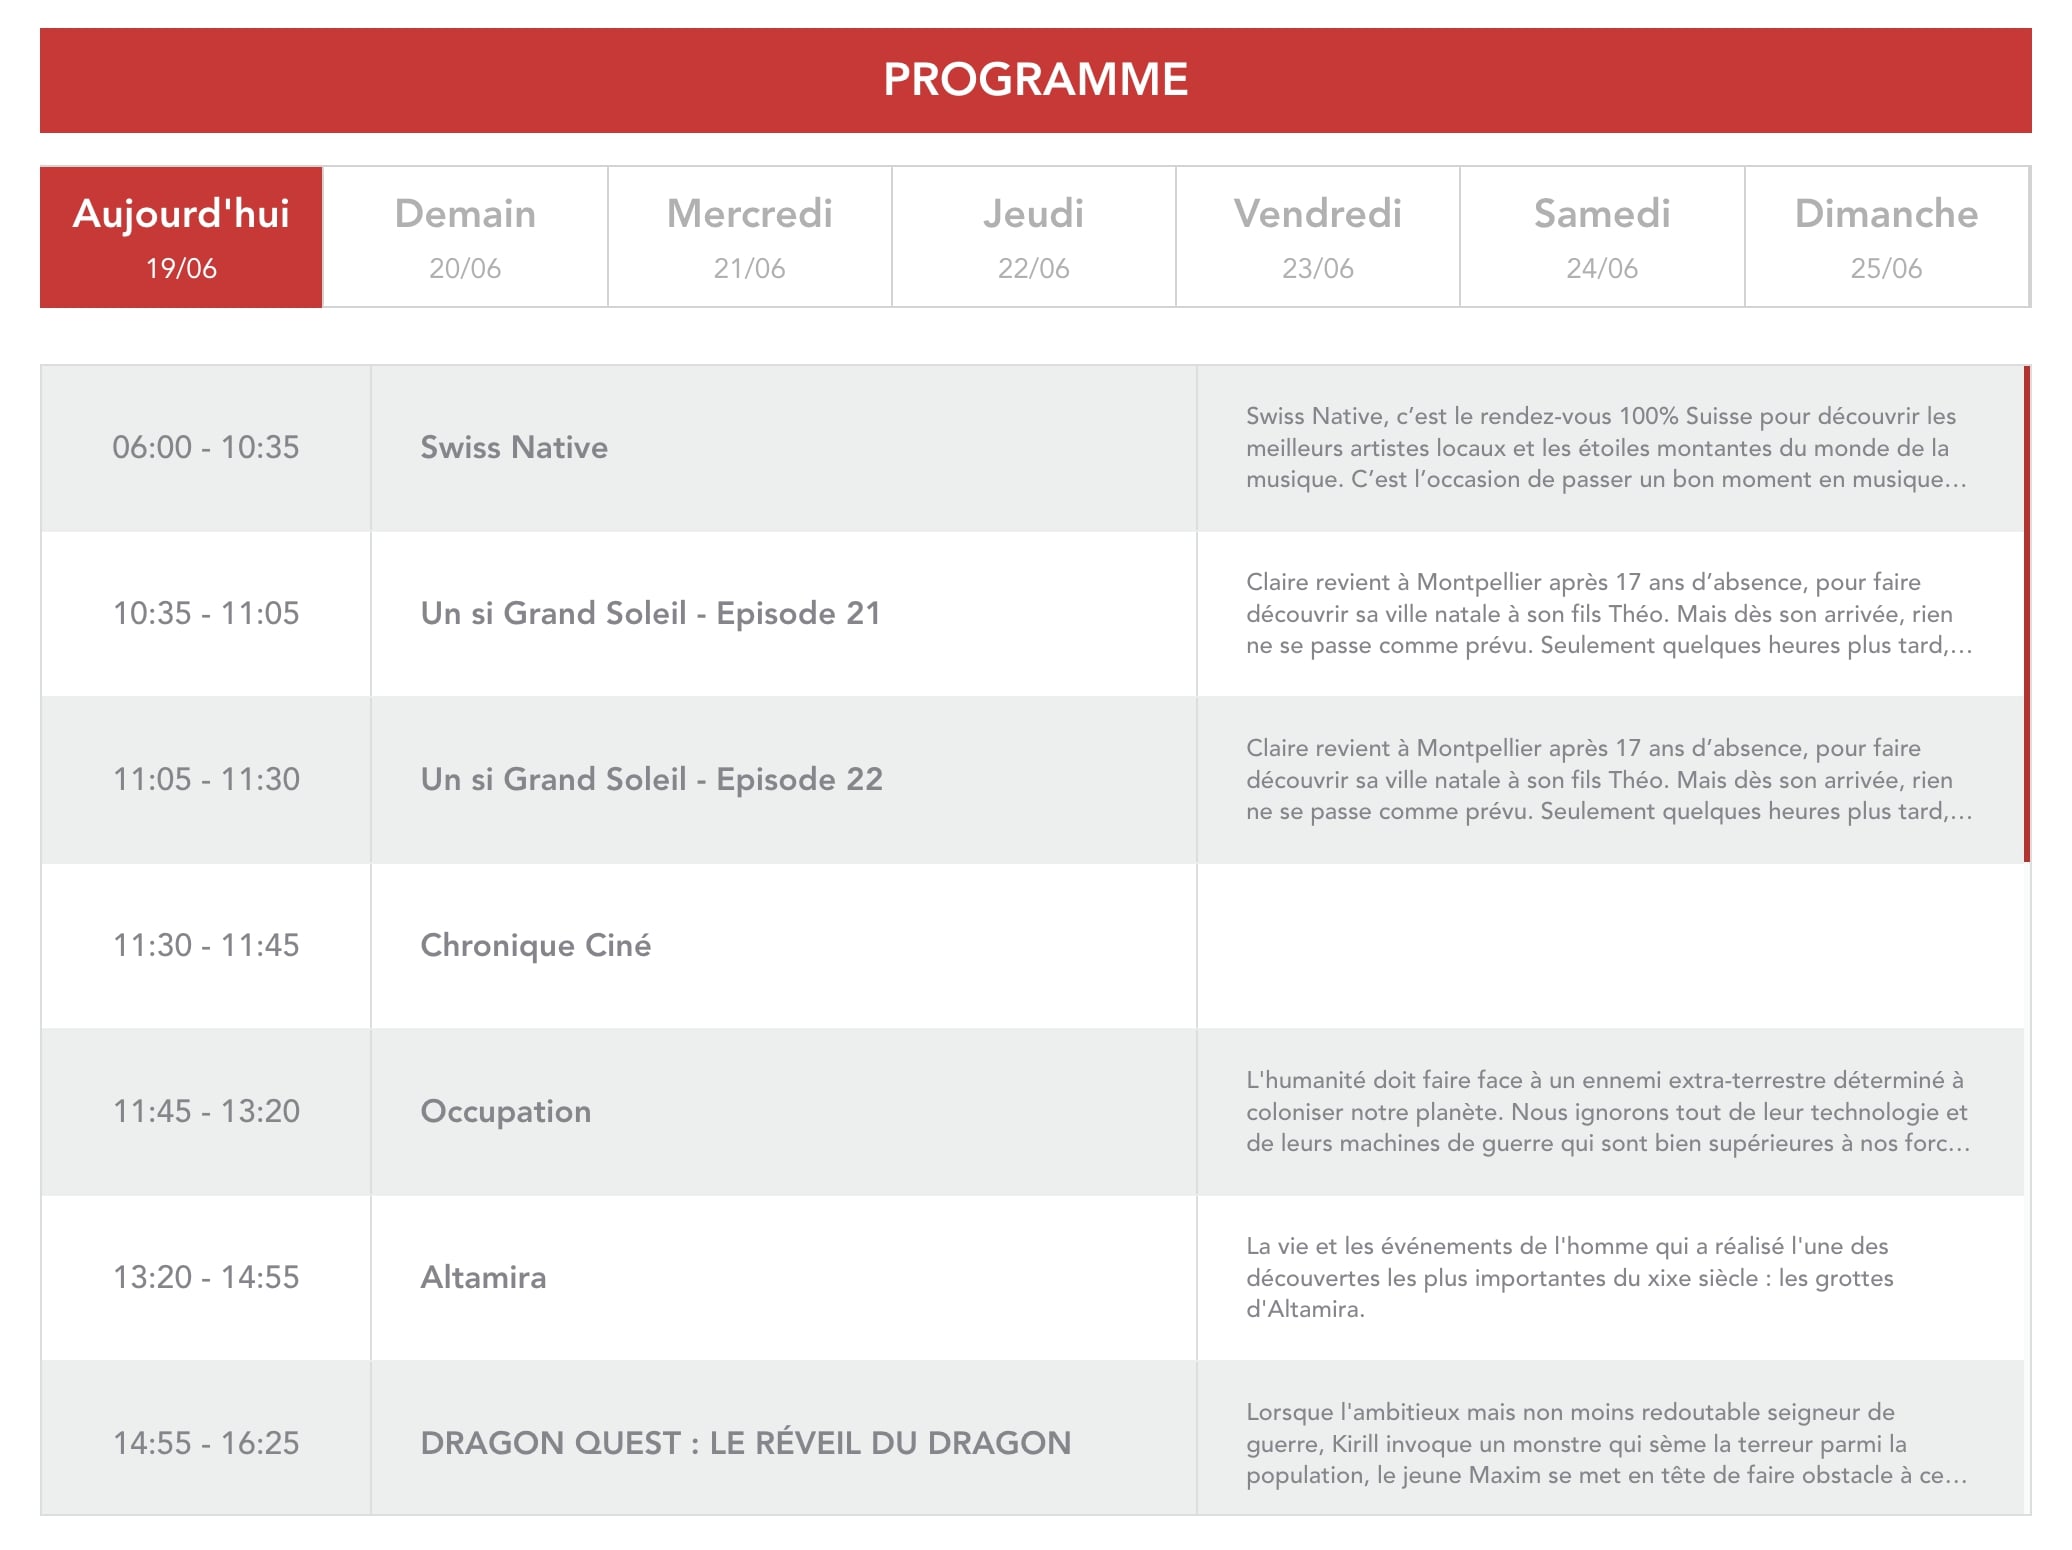 PROGRAMME
Aujourd'hui
19/06
Demain
20/06
Mercredi
21/06
Jeudi
22/06
Vendredi
23/06
Samedi
24/06
Dimanche
25/06
06:00 - 10:35
Swiss Native
Swiss Native, c’est le rendez-vous 100% Suisse pour découvrir les
meilleurs artistes locaux et les étoiles montantes du monde de la
musique. C’est l’occasion de passer un bon moment en musique…
10:35 - 11:05
Un si Grand Soleil - Episode 21
Claire revient à Montpellier après 17 ans d’absence, pour faire
découvrir sa ville natale à son fils Théo. Mais dès son arrivée, rien
ne se passe comme prévu. Seulement quelques heures plus tard,…
11:05 - 11:30
Un si Grand Soleil - Episode 22
Claire revient à Montpellier après 17 ans d’absence, pour faire
découvrir sa ville natale à son fils Théo. Mais dès son arrivée, rien
ne se passe comme prévu. Seulement quelques heures plus tard,…
11:30 - 11:45
Chronique Ciné
11:45 - 13:20
Occupation
L'humanité doit faire face à un ennemi extra-terrestre déterminé à
coloniser notre planète. Nous ignorons tout de leur technologie et
de leurs machines de guerre qui sont bien supérieures à nos forc…
13:20 - 14:55
Altamira
La vie et les événements de l'homme qui a réalisé l'une des
découvertes les plus importantes du xixe siècle : les grottes
d'Altamira.
14:55 - 16:25
DRAGON QUEST : LE RÉVEIL DU DRAGON
Lorsque l'ambitieux mais non moins redoutable seigneur de
guerre, Kirill invoque un monstre qui sème la terreur parmi la
population, le jeune Maxim se met en tête de faire obstacle à ce…